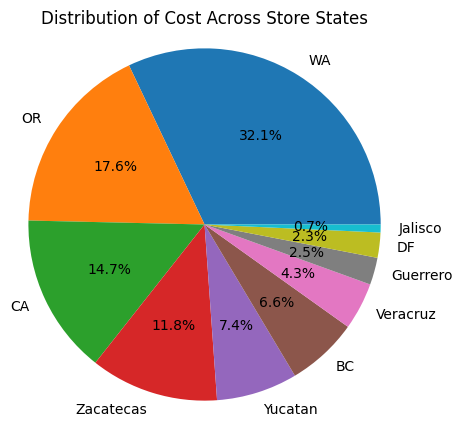 Distribution of Cost Across Store States
WA
32.1%
OR
17.6%
CA
14.7%
Zacatecas
11.8%
Yucatan
7.4%
BC
6.6%
Veracruz
4.3%
Guerrero
2.5%
DF
2.3%
Jalisco
0.7%